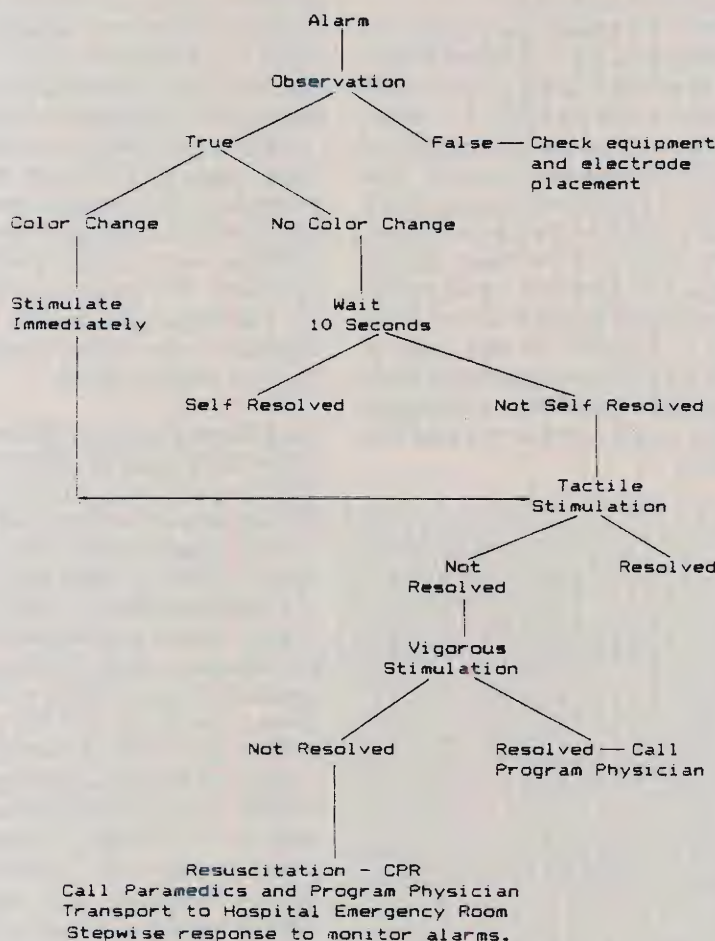 Alarm
Observation
True
False — Check equipment
and electrode
placement
Color Change
No Color Change
Stimulate
Immediately
Wait
10 Seconds
Self Resolved
Not Self Resolved
Tactile
Stimulation
Not
Resolved
Resolved
Vigorous
Stimulation
Not Resolved
Resolved — Call
Program Physician
Resuscitation - CPR
Call Paramedics and Program Physician
Transport to Hospital Emergency Room
Stepwise response to monitor alarms.